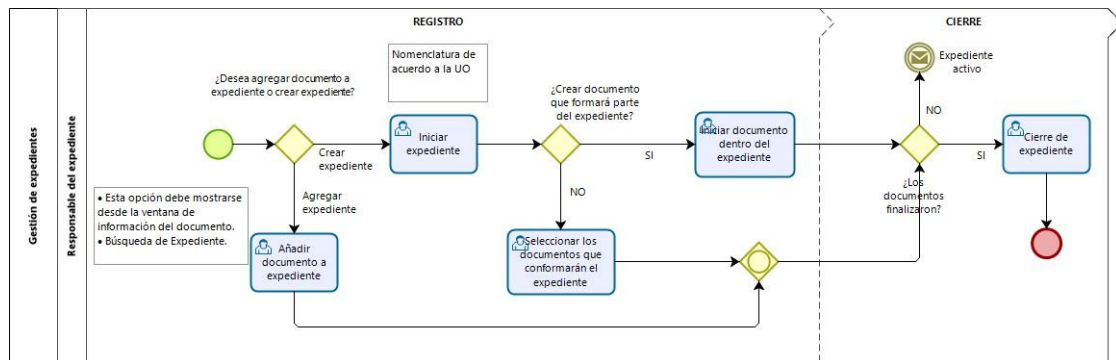 Gestión de expedientes
Responsable del expediente
REGISTRO
CIERRE
¿Desea agregar documento a
expediente o crear expediente?
Nomenclatura de
acuerdo a la UO
¿Crear documento
que formará parte
del expediente?
Expediente
activo
NO
Crear
expediente
Iniciar
expediente
SI
Iniciar documento
dentro del
expediente
SI
Cierre de
expediente
Agregar
expediente
NO
¿Los
documentos
finalizaron?
• Esta opción debe mostrarse
desde la ventana de
información del documento.
• Búsqueda de Expediente.
Añadir
documento a
expediente
Seleccionar los
documentos que
conformarán el
expediente